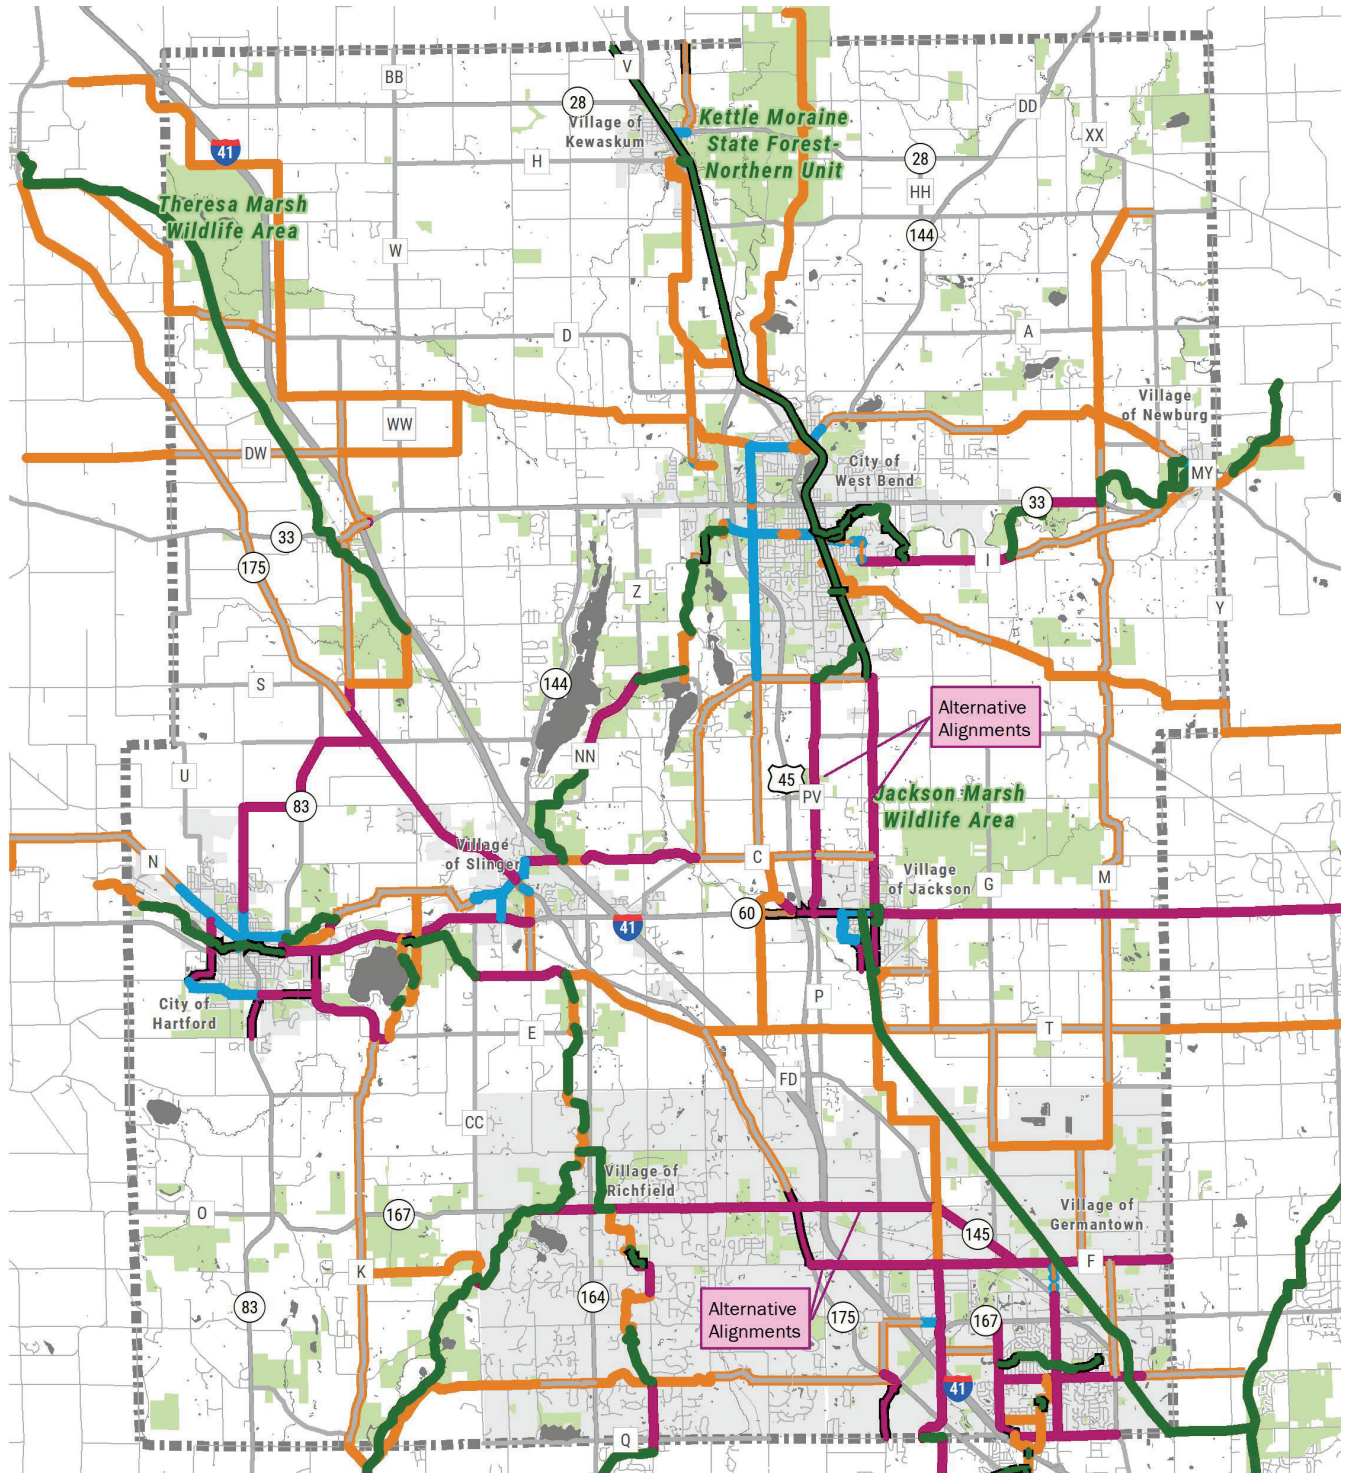 V
BB
28
Village of
Kewaskum
Kettle Moraine
State Forest-
Northern Unit
DD
XX
41
H
28
HH
Theresa Marsh
Wildlife Area
144
W
D
A
Village
of Newburg
WW
DW
City of
West Bend
MY
33
33
175
I
Z
Y
S
144
Alternative
Alignments
NN
U
45
PV
83
Jackson Marsh
Wildlife Area
Village
of Slinger
N
C
Village
of Jackson
G
M
60
41
City of
Hartford
P
E
T
FD
CC
Village of
Richfield
Village of
Germantown
O
167
145
K
F
164
83
Alternative
Alignments
175
167
41
Q